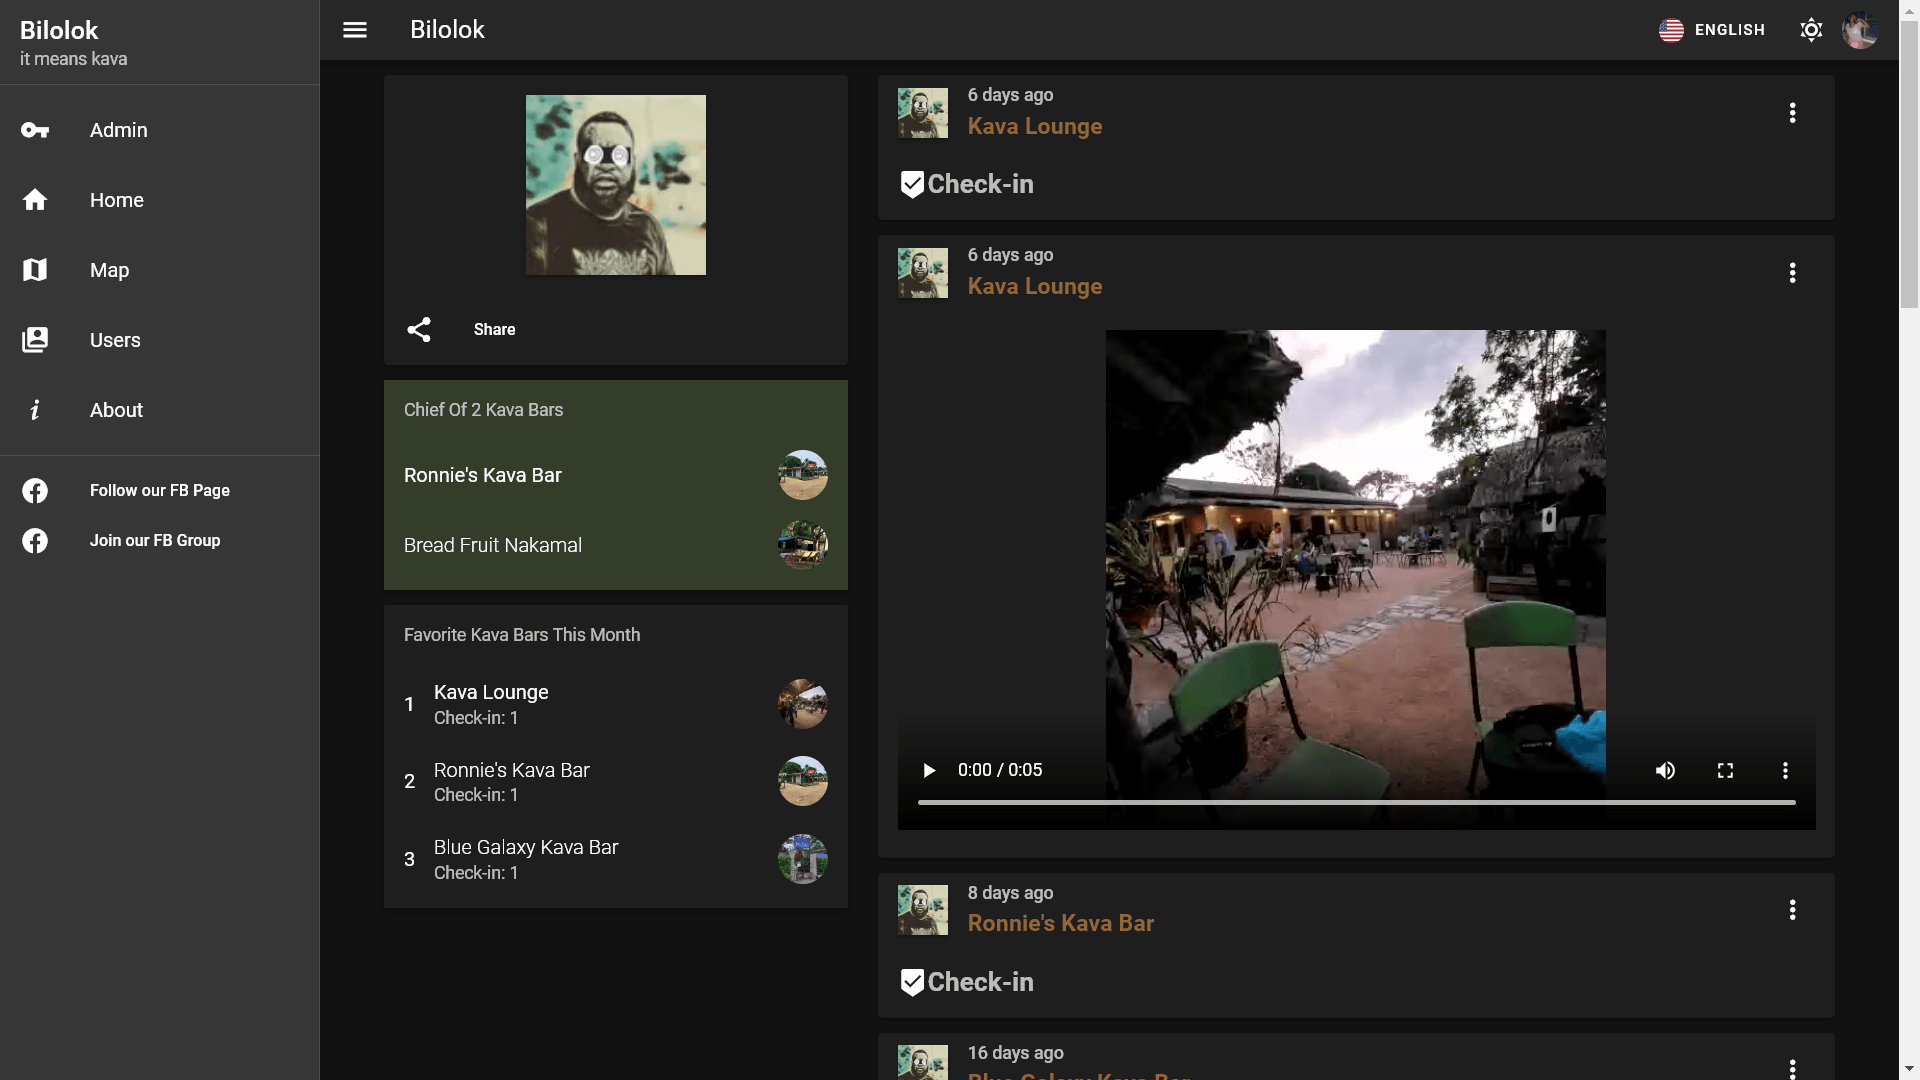 Bilolok
it means kava
Admin
Home
Map
Users
About
Follow our FB Page
Join our FB Group
Bilolok
ENGLISH
Share
Chief Of 2 Kava Bars
Ronnie's Kava Bar
Bread Fruit Nakamal
Favorite Kava Bars This Month
1
Kava Lounge
Check-in: 1
2
Ronnie's Kava Bar
Check-in: 1
3
Blue Galaxy Kava Bar
Check-in: 1
6 days ago
Kava Lounge
Check-in
6 days ago
Kava Lounge
0:00 / 0:05
8 days ago
Ronnie's Kava Bar
Check-in
16 days ago
Blue Galaxy Kava Bar